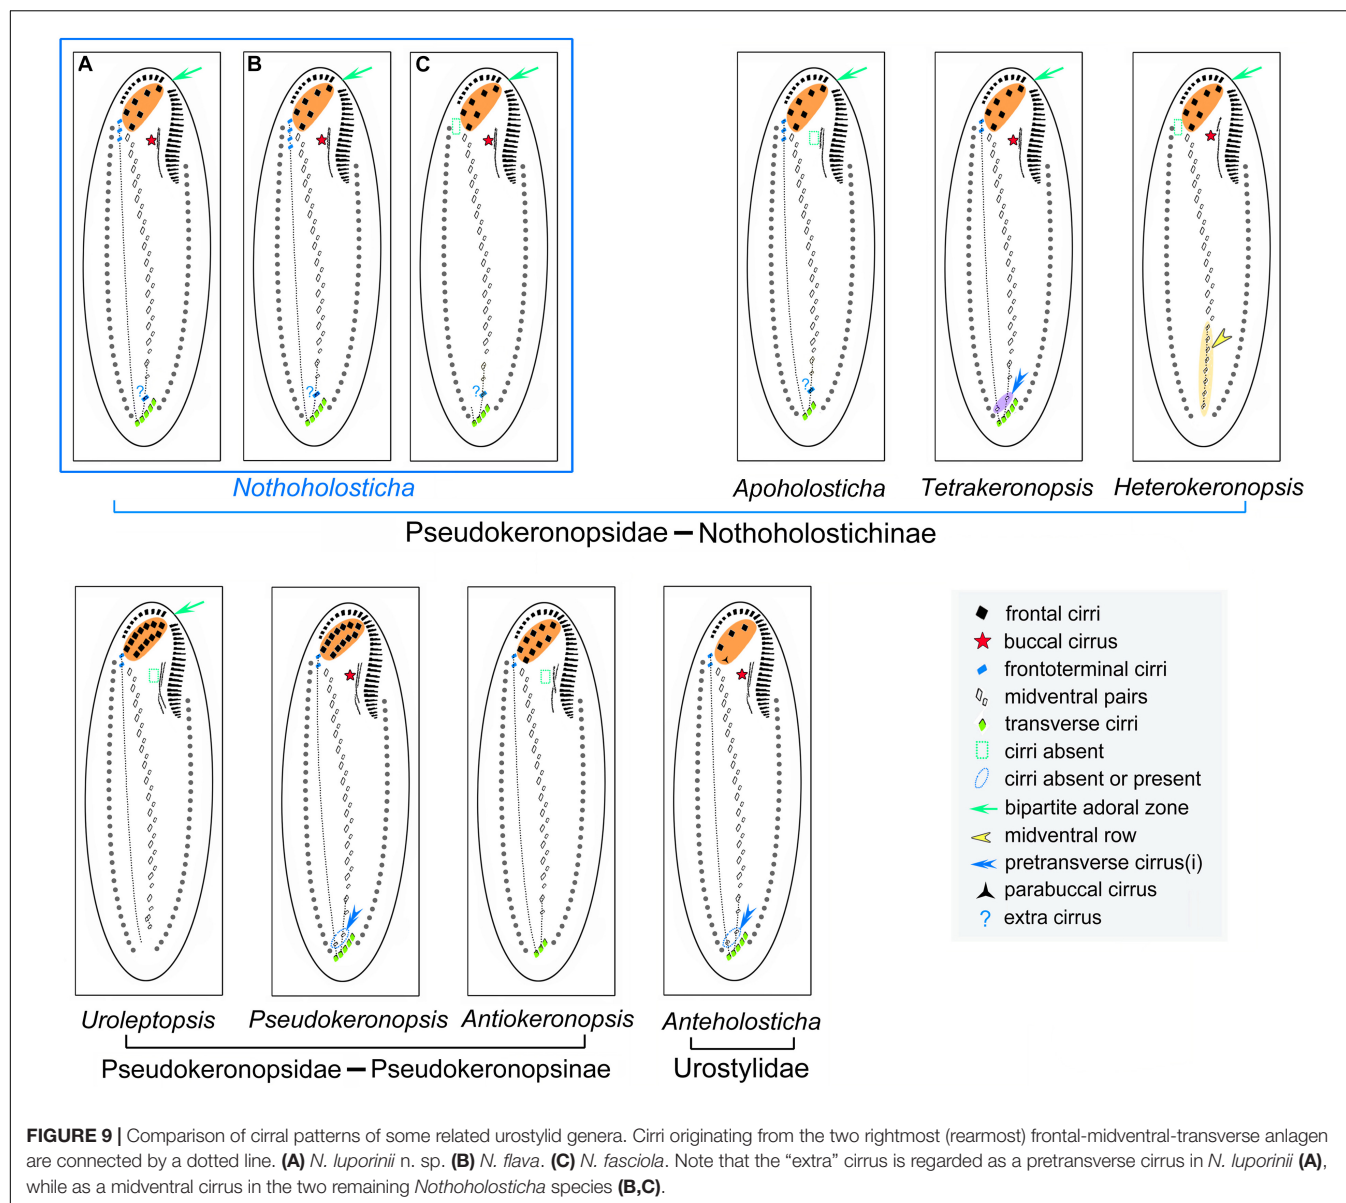 A
B
C
?
?
?
?
Nothoholosticha
Apoholosticha
Tetrakeronopsis
Heterokeronopsis
Pseudokeronopsidae – Nothoholostichinae
Uroleptopsis
Pseudokeronopsis
Antiokeronopsis
Anteholosticha
Pseudokeronopsidae – Pseudokeronopsinae
Urostylidae
frontal cirri
buccal cirrus
frontoterminal cirri
midventral pairs
transverse cirri
cirri absent
cirri absent or present
bipartite adoral zone
midventral row
pretransverse cirrus(i)
parabuccal cirrus
? extra cirrus
FIGURE 9 | Comparison of cirral patterns of some related urostylid genera. Cirri originating from the two rightmost (rearmost) frontal-midventral-transverse anlagen
are connected by a dotted line. (A) N. luporinii n. sp. (B) N. flava. (C) N. fasciola. Note that the “extra” cirrus is regarded as a pretransverse cirrus in N. luporinii (A),
while as a midventral cirrus in the two remaining Nothoholosticha species (B,C).